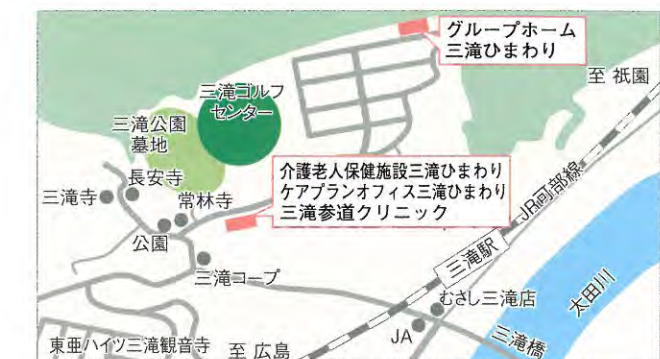 グループホーム
三滝ひまわり
至 祇園
三滝ゴルフ
センター
三滝公園
墓地
介護老人保健施設三滝ひまわり
ケアプランオフィス三滝ひまわり
三滝参道クリニック
長安寺
三滝寺
常林寺
公園
三滝コープ
JR可部線
三滝駅
太田川
むさし三滝店
JA
三滝橋
東亜ハイツ三滝観音寺
至 広島